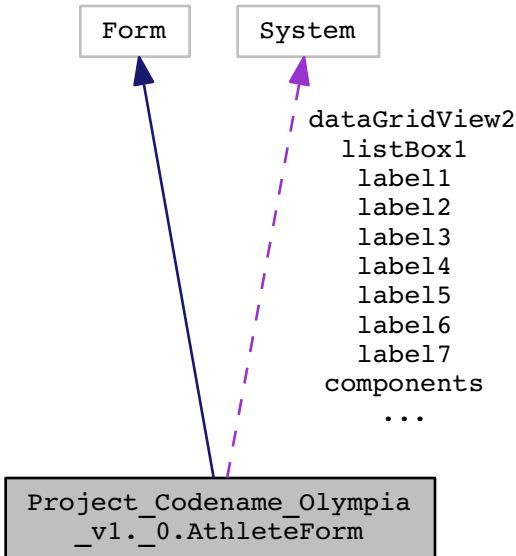 Form
System
dataGridView2
listBox1
label1
label2
label3
label4
label5
label6
label7
components
...
Project_Codename_Olympia
_v1._0.AthleteForm